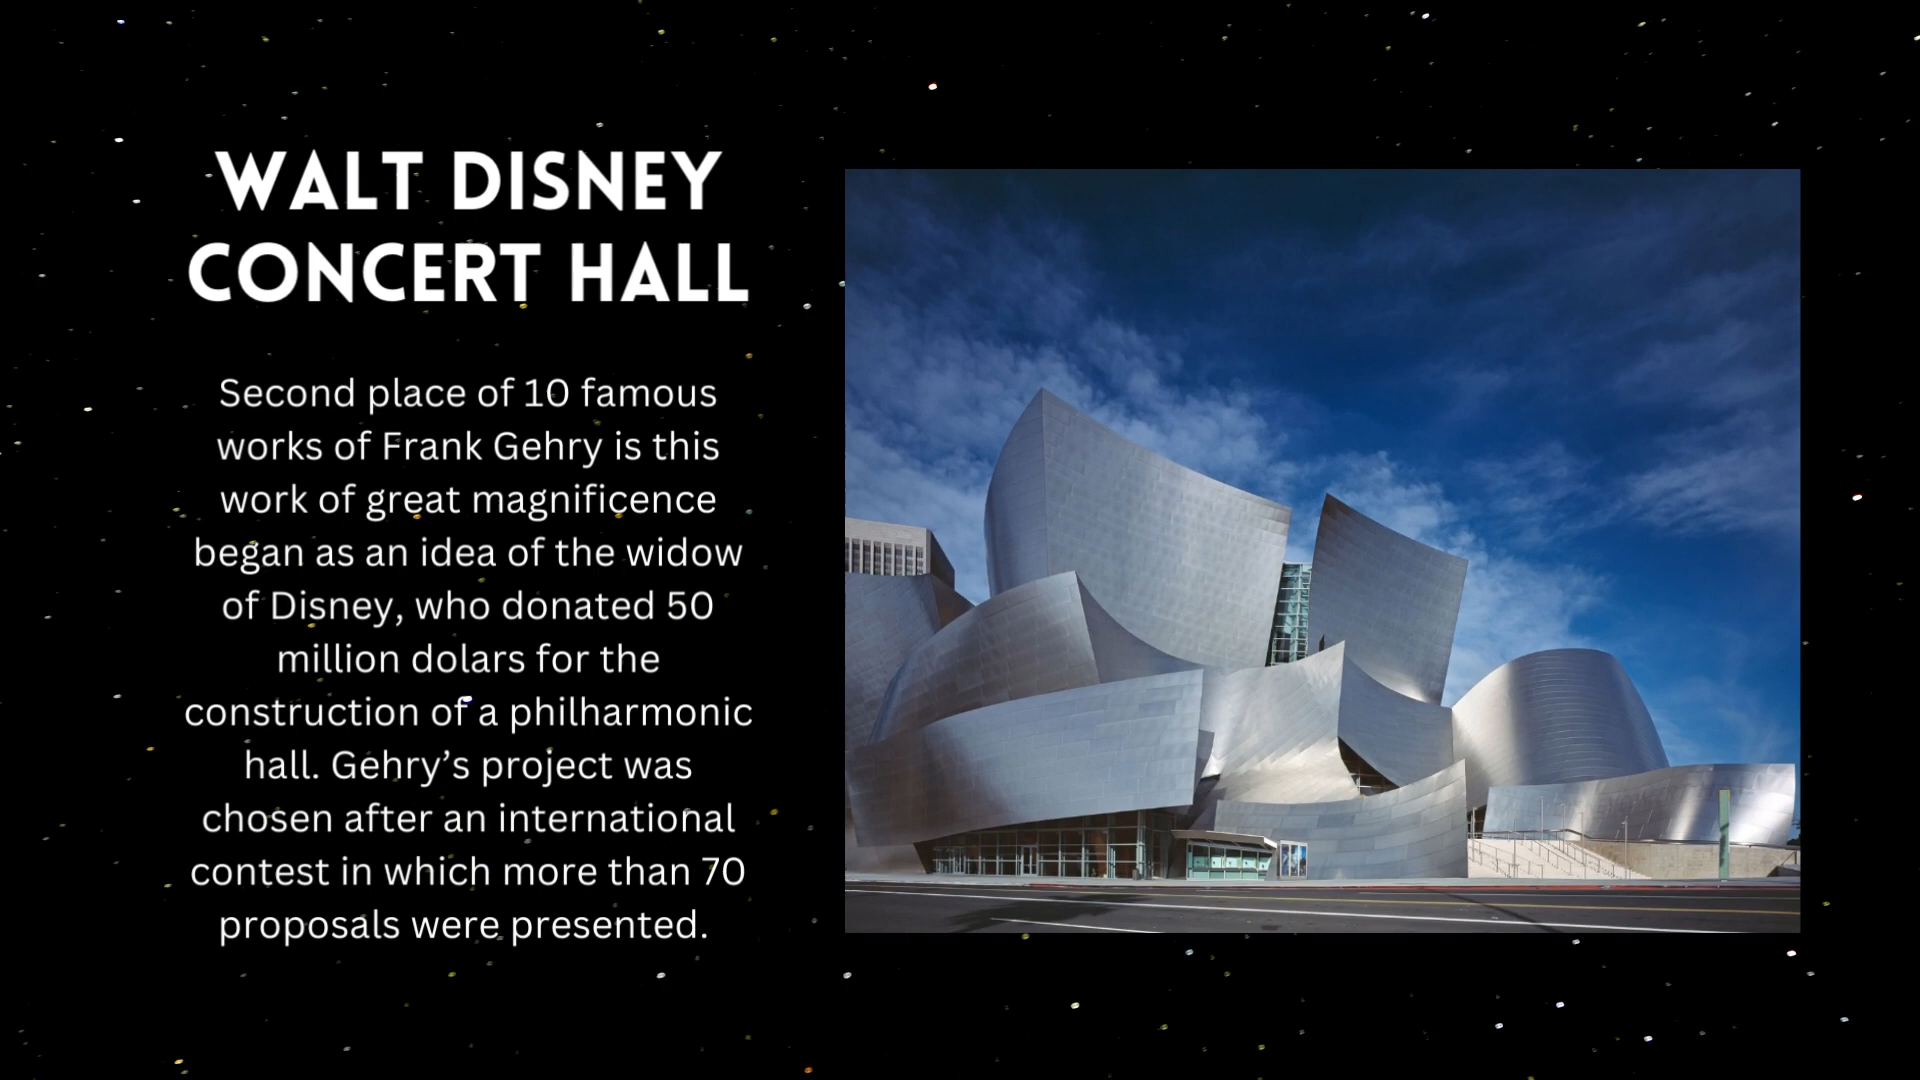 WALT DISNEY
CONCERT HALL
Second place of 10 famous
works of Frank Gehry is this
work of great magnificence
began as an idea of the widow
of Disney, who donated 50
million dolars for the
construction of a philharmonic
hall. Gehry’s project was
chosen after an international
contest in which more than 70
proposals were presented.